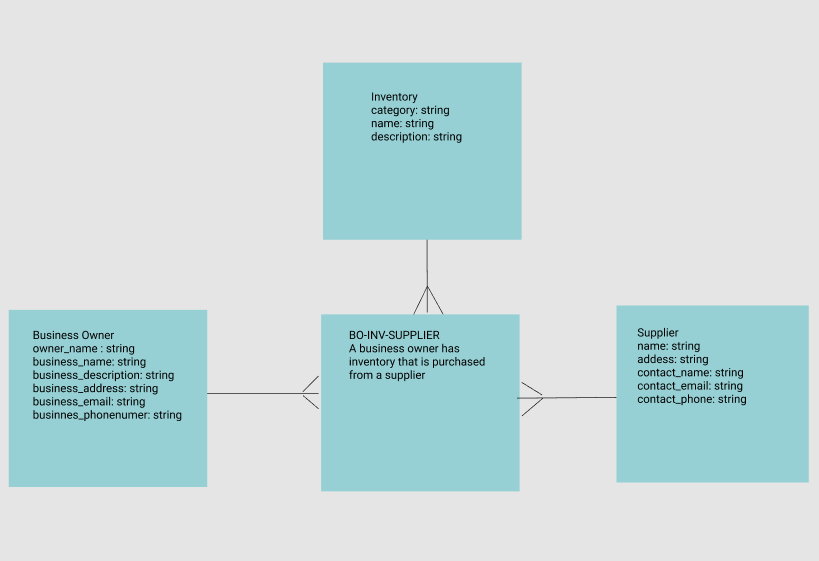 Inventory
category: string
name: string
description: string
Business Owner
owner_name : string
business_name: string
business_description: string
business_address: string
business_email: string
businnes_phonenumer: string
BO-INV-SUPPLIER
A business owner has
inventory that is purchased
from a supplier
Supplier
name: string
addess: string
contact_name: string
contact_email: string
contact_phone: string